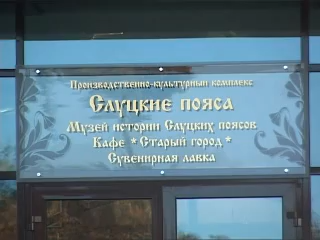 Производственно-культурный комплекс
Слуцкие пояса
Музей истории Слуцких поясов
Кафе * Старый город *
Сувенирная лавка